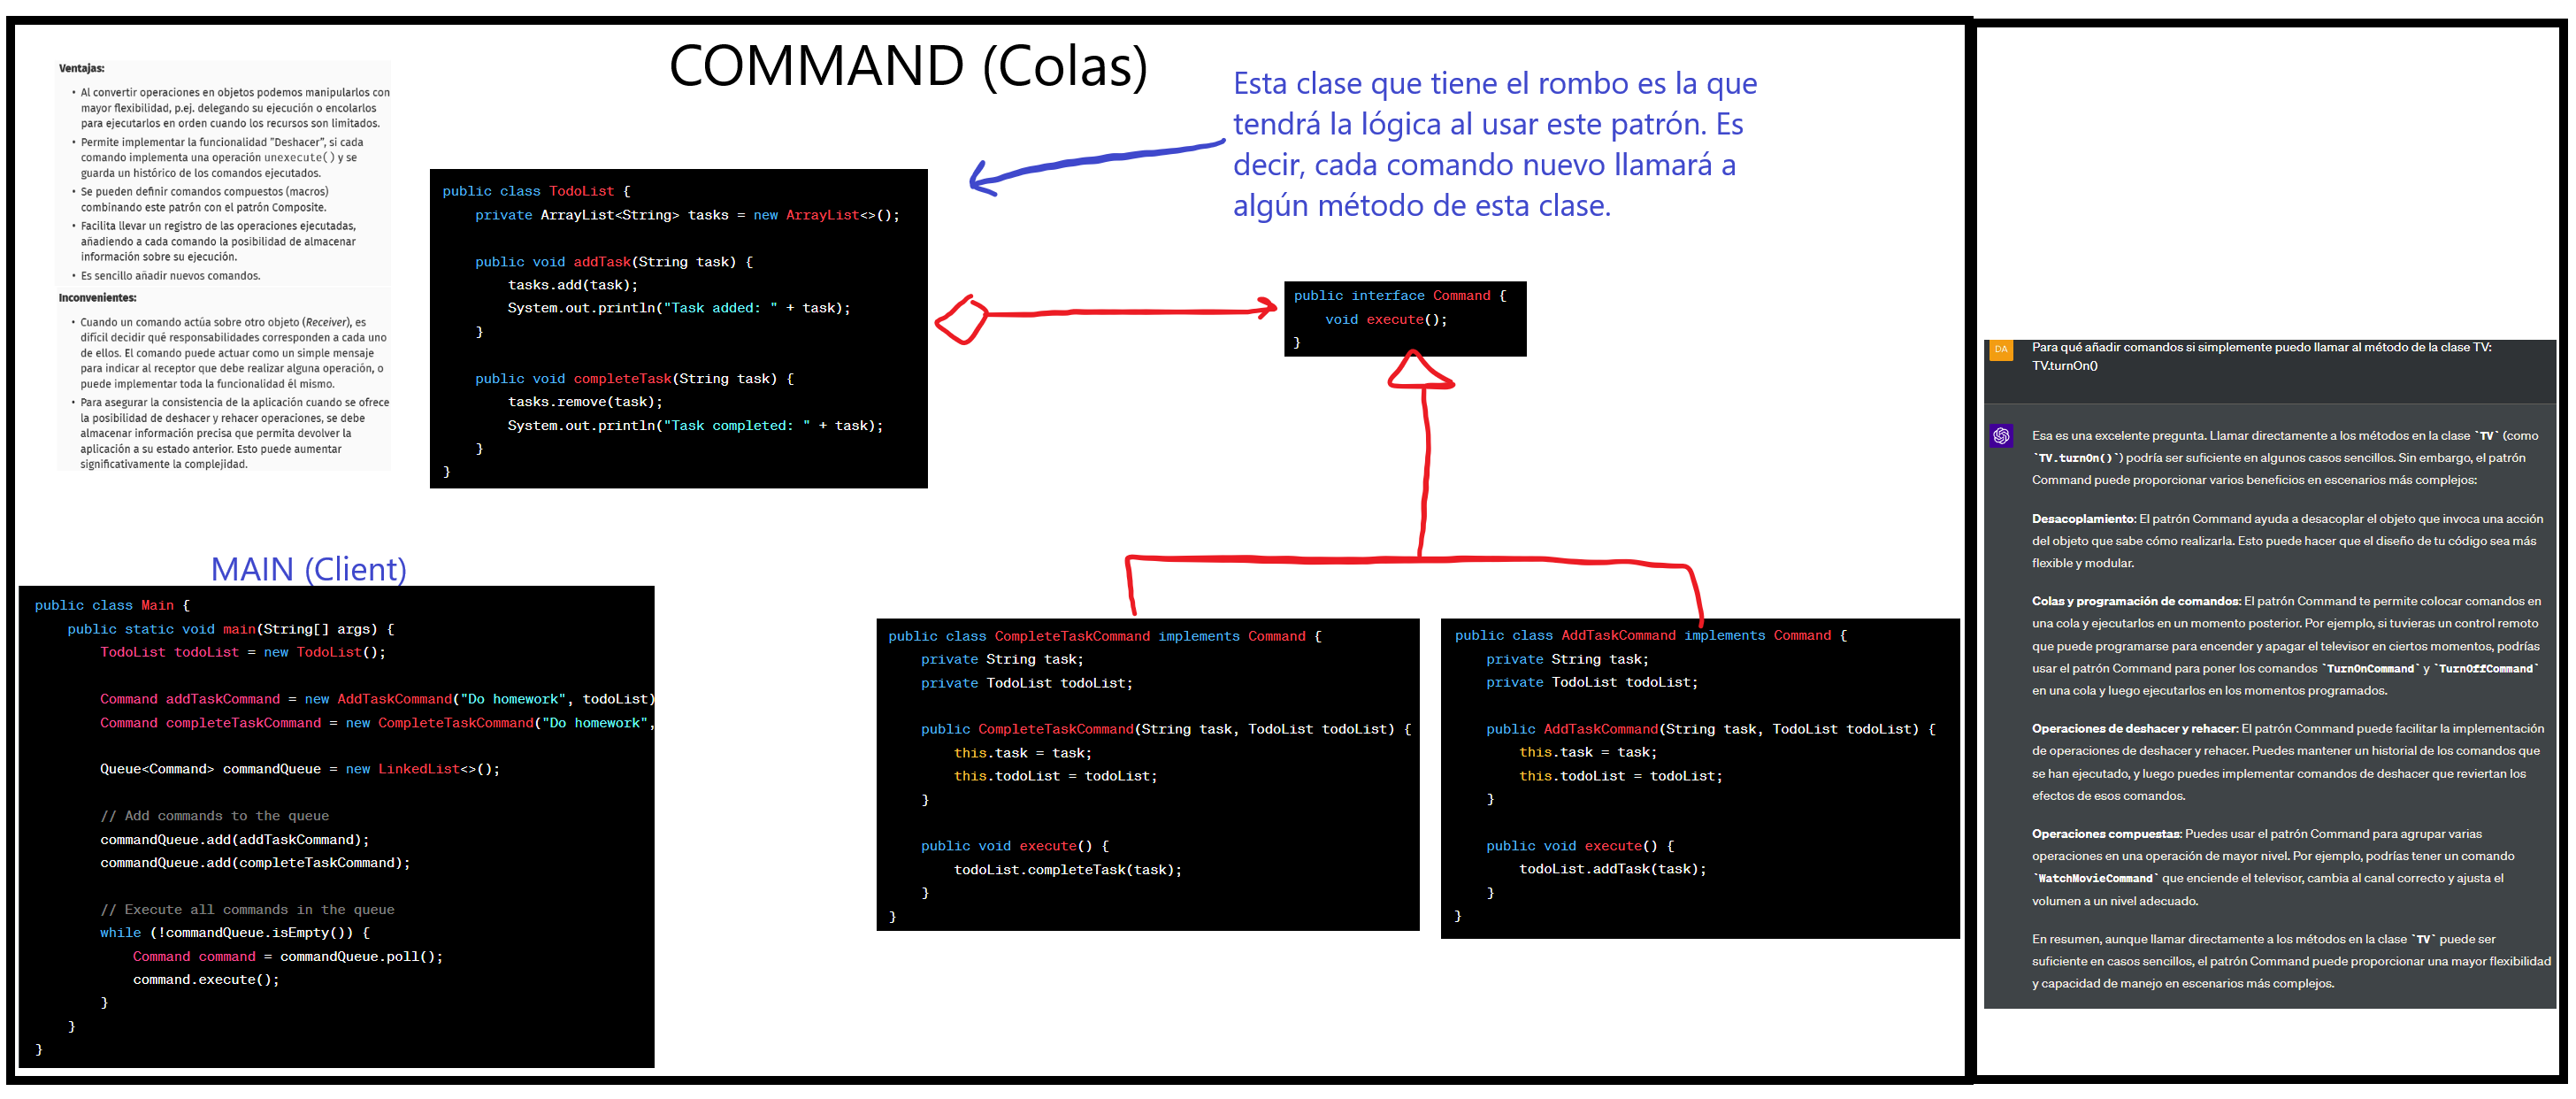 COMMAND (Colas)
Ventajas:
• Al convertir operaciones en objetos podemos manipularlos con
mayor flexibilidad, p.ej. delegando su ejecución o encolarlos
para ejecutarlos en orden cuando los recursos son limitados.
• Permite implementar la funcionalidad "Deshacer", si cada
comando implementa una operación unexecute() y se
guarda un histórico de los comandos ejecutados.
• Se pueden definir comandos compuestos (macros)
combinando este patrón con el patrón Composite.
• Facilita llevar un registro de las operaciones ejecutadas,
añadiendo a cada comando la posibilidad de almacenar
información sobre su ejecución.
• Es sencillo añadir nuevos comandos.
Inconvenientes:
• Cuando un comando actúa sobre otro objeto (Receiver), es
difícil decidir qué responsabilidades corresponden a cada uno
de ellos. El comando puede actuar como un simple mensaje
para indicar al receptor que debe realizar alguna operación, o
puede implementar toda la funcionalidad él mismo.
• Para asegurar la consistencia de la aplicación cuando se ofrece
la posibilidad de deshacer y rehacer operaciones, se debe
almacenar información precisa que permita devolver la
aplicación a su estado anterior. Esto puede aumentar
significativamente la complejidad.
Esta clase que tiene el rombo es la que
tendrá la lógica al usar este patrón. Es
decir, cada comando nuevo llamará a
algún método de esta clase.
public class TodoList {
private ArrayList<String> tasks = new ArrayList<>();
public void addTask(String task) {
tasks.add(task);
System.out.println("Task added: " + task);
}
public void completeTask(String task) {
tasks.remove(task);
System.out.println("Task completed: " + task);
}
}
public interface Command {
void execute();
}
MAIN (Client)
public class Main {
public static void main(String[] args) {
TodoList todoList = new TodoList();
Command addTaskCommand = new AddTaskCommand("Do homework", todoList)
Command completeTaskCommand = new CompleteTaskCommand("Do homework",
Queue<Command> commandQueue = new LinkedList<>();
// Add commands to the queue
commandQueue.add(addTaskCommand);
commandQueue.add(completeTaskCommand);
// Execute all commands in the queue
while (!commandQueue.isEmpty()) {
Command command = commandQueue.poll();
command.execute();
}
}
}
public class CompleteTaskCommand implements Command {
private String task;
private TodoList todoList;
public CompleteTaskCommand(String task, TodoList todoList) {
this.task = task;
this.todoList = todoList;
}
public void execute() {
todoList.completeTask(task);
}
}
public class AddTaskCommand implements Command {
private String task;
private TodoList todoList;
public AddTaskCommand(String task, TodoList todoList) {
this.task = task;
this.todoList = todoList;
}
public void execute() {
todoList.addTask(task);
}
}
DA
Para qué añadir comandos si simplemente puedo llamar al método de la clase TV:
TV.turnOn()
Esa es una excelente pregunta. Llamar directamente a los métodos en la clase `TV` (como
`TV.turnOn()`) podría ser suficiente en algunos casos sencillos. Sin embargo, el patrón
Command puede proporcionar varios beneficios en escenarios más complejos:
Desacoplamiento: El patrón Command ayuda a desacoplar el objeto que invoca una acción
del objeto que sabe cómo realizarla. Esto puede hacer que el diseño de tu código sea más
flexible y modular.
Colas y programación de comandos: El patrón Command te permite colocar comandos en
una cola y ejecutarlos en un momento posterior. Por ejemplo, si tuvieras un control remoto
que puede programarse para encender y apagar el televisor en ciertos momentos, podrías
usar el patrón Command para poner los comandos `TurnOnCommand` y `TurnOffCommand`
en una cola y luego ejecutarlos en los momentos programados.
Operaciones de deshacer y rehacer: El patrón Command puede facilitar la implementación
de operaciones de deshacer y rehacer. Puedes mantener un historial de los comandos que
se han ejecutado, y luego puedes implementar comandos de deshacer que reviertan los
efectos de esos comandos.
Operaciones compuestas: Puedes usar el patrón Command para agrupar varias
operaciones en una operación de mayor nivel. Por ejemplo, podrías tener un comando
`WatchMovieCommand` que enciende el televisor, cambia al canal correcto y ajusta el
volumen a un nivel adecuado.
En resumen, aunque llamar directamente a los métodos en la clase `TV` puede ser
suficiente en casos sencillos, el patrón Command puede proporcionar una mayor flexibilidad
y capacidad de manejo en escenarios más complejos.